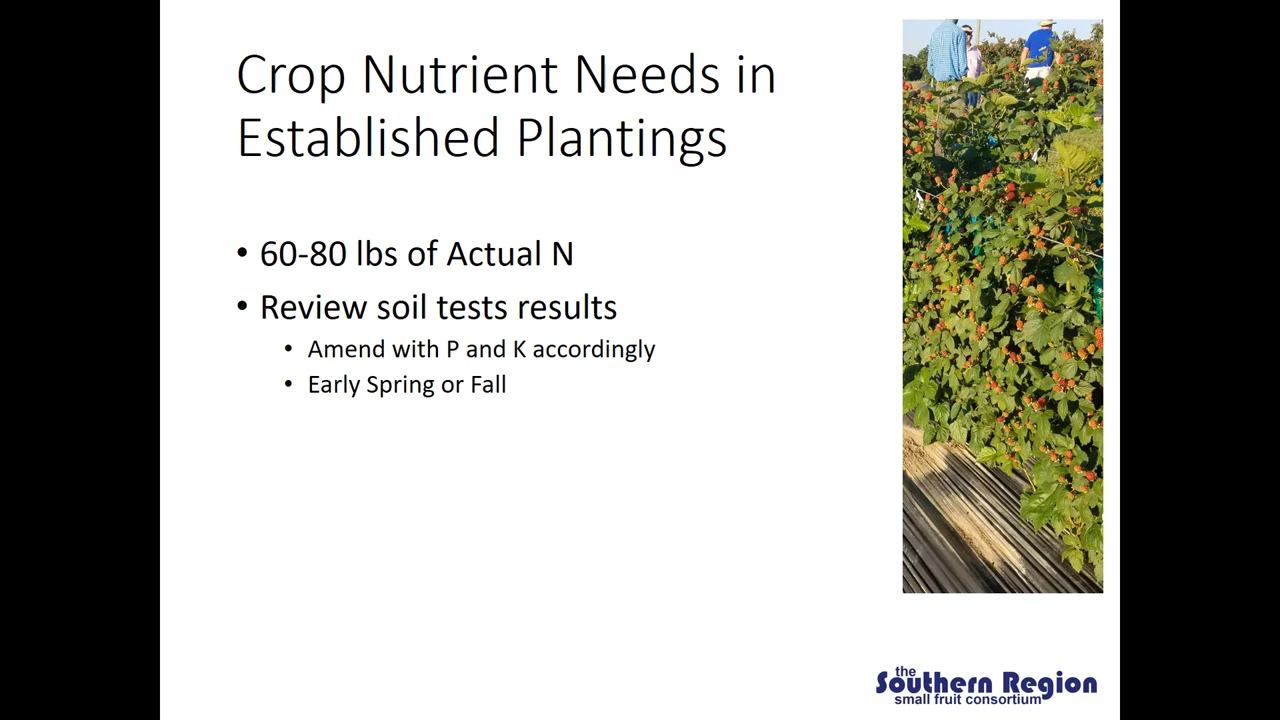 Crop Nutrient Needs in
Established Plantings
• 60-80 lbs of Actual N
• Review soil tests results
• Amend with P and K accordingly
• Early Spring or Fall
the
Southern Region
small fruit consortium